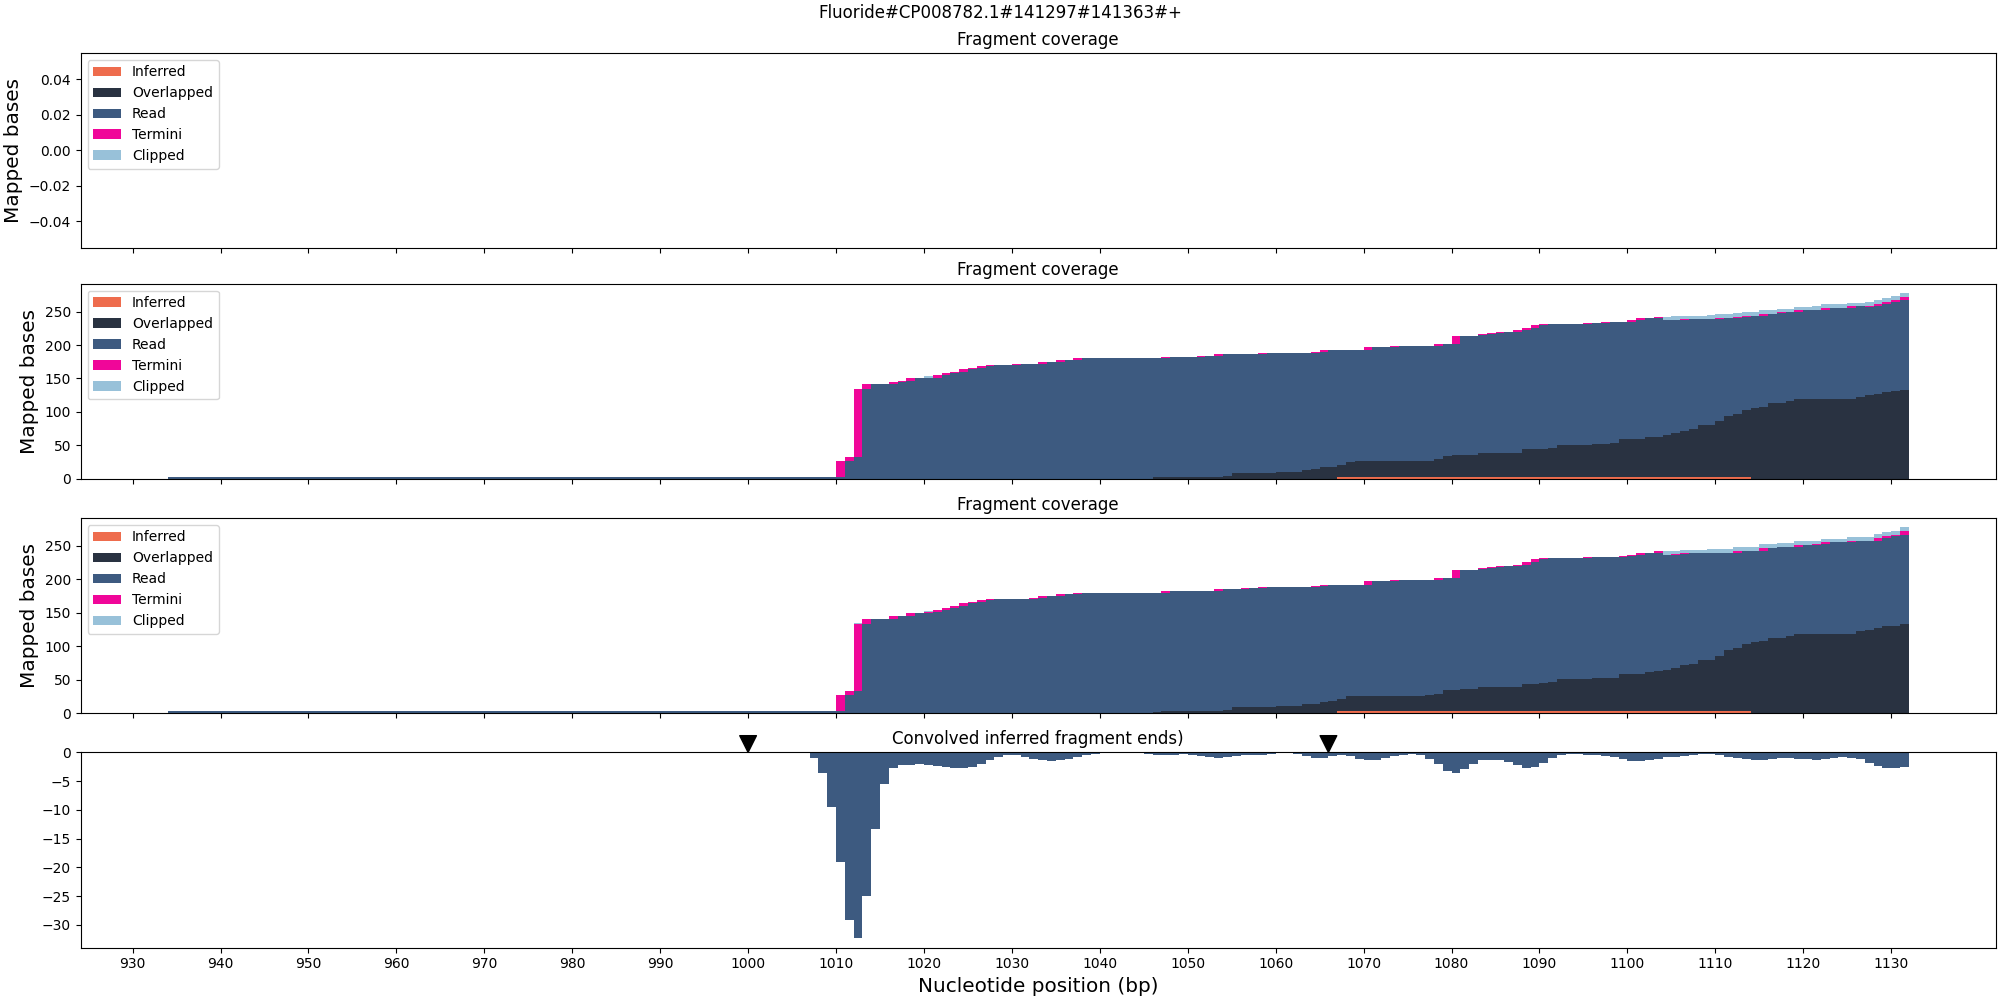 Fluoride#CP008782.1#141297#141363#+
Fragment coverage
Mapped bases
0.04
0.02
0.00
−0.02
−0.04
Inferred
Overlapped
Read
Termini
Clipped
Fragment coverage
Mapped bases
250
200
150
100
50
0
Inferred
Overlapped
Read
Termini
Clipped
Fragment coverage
Mapped bases
250
200
150
100
50
0
Inferred
Overlapped
Read
Termini
Clipped
Convolved inferred fragment ends)
0
−5
−10
−15
−20
−25
−30
930 940 950 960 970 980 990 1000 1010 1020 1030 1040 1050 1060 1070 1080 1090 1100 1110 1120 1130
Nucleotide position (bp)